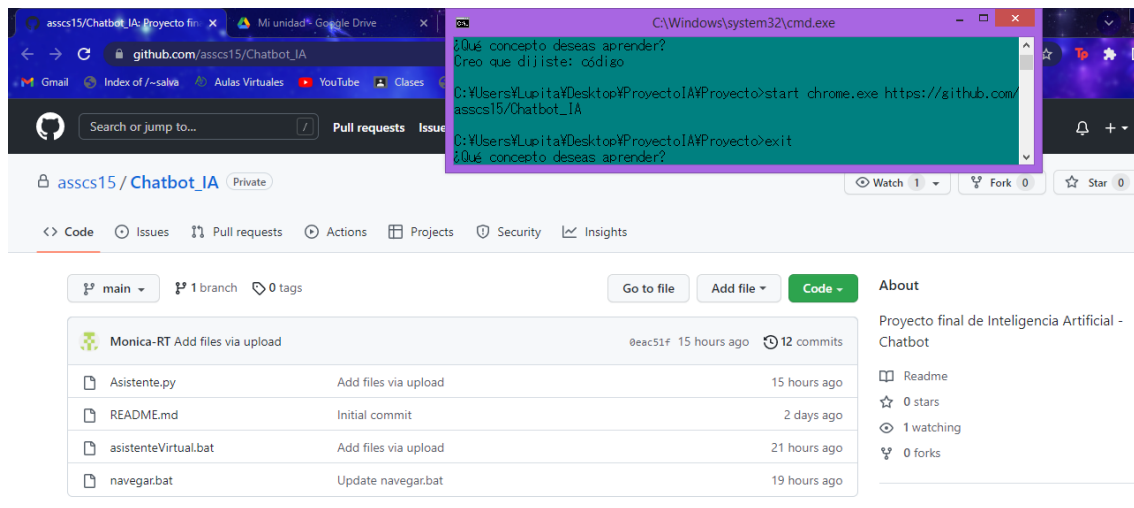 asscs15/Chatbot_IA: Proyecto fin
Mi unidad - Google Drive
C:\Windows\system32\cmd.exe
github.com/asscs15/Chatbot_IA
Tp
Gmail
Index of /~salva
Aulas Virtuales
YouTube
Clases
¿Qué concepto deseas aprender?
Creo que dijiste: código
C:¥Users¥Lupita¥Desktop¥ProyectoIA¥Proyecto>start chrome.exe https://github.com/
asscs15/Chatbot_IA
C:¥Users¥Lupita¥Desktop¥ProyectoIA¥Proyecto>exit
¿Qué concepto deseas aprender?
Search or jump to... /
Pull requests
Issue
asscs15 / Chatbot_IA Private
Watch 1
Fork 0
Star 0
Code
Issues
Pull requests
Actions
Projects
Security
Insights
main
1 branch
0 tags
Go to file
Add file
Code
Monica-RT Add files via upload 0eac51f 15 hours ago 12 commits
Asistente.py Add files via upload 15 hours ago
README.md Initial commit 2 days ago
asistenteVirtual.bat Add files via upload 21 hours ago
navegar.bat Update navegar.bat 19 hours ago
About
Proyecto final de Inteligencia Artificial -
Chatbot
Readme
0 stars
1 watching
0 forks